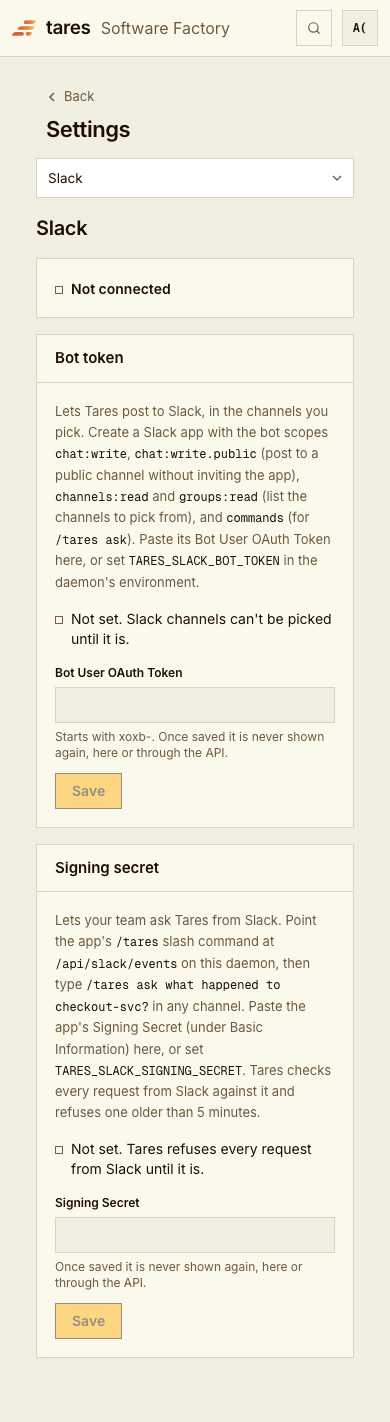 tares Software Factory A(
Back
Settings
Slack
Slack
Not connected
Bot token
Lets Tares post to Slack, in the channels you
pick. Create a Slack app with the bot scopes
chat:write, chat:write.public (post to a
public channel without inviting the app),
channels:read and groups:read (list the
channels to pick from), and commands (for
/tares ask). Paste its Bot User OAuth Token
here, or set TARES_SLACK_BOT_TOKEN in the
daemon's environment.
Not set. Slack channels can't be picked
until it is.
Bot User OAuth Token
Starts with xoxb-. Once saved it is never shown
again, here or through the API.
Save
Signing secret
Lets your team ask Tares from Slack. Point
the app's /tares slash command at
/api/slack/events on this daemon, then
type /tares ask what happened to
checkout-svc? in any channel. Paste the
app's Signing Secret (under Basic
Information) here, or set
TARES_SLACK_SIGNING_SECRET. Tares checks
every request from Slack against it and
refuses one older than 5 minutes.
Not set. Tares refuses every request
from Slack until it is.
Signing Secret
Once saved it is never shown again, here or
through the API.
Save